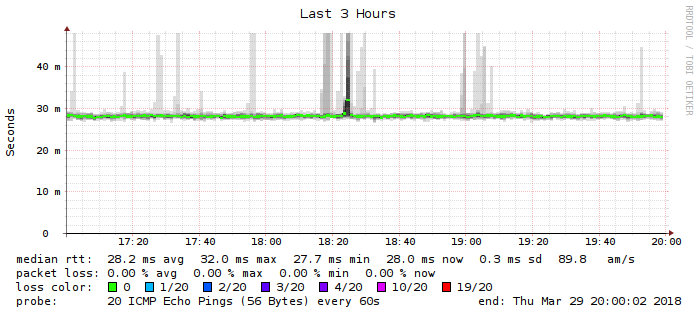 Last 3 Hours
RRDTOOL / TOBI OETIKER
Seconds
40 m
30 m
20 m
10 m
0
17:20 17:40 18:00 18:20 18:40 19:00 19:20 19:40 20:00
median rtt: 28.2 ms avg 32.0 ms max 27.7 ms min 28.0 ms now 0.3 ms sd 89.8 am/s
packet loss: 0.00 % avg 0.00 % max 0.00 % min 0.00 % now
loss color: 0 1/20 2/20 3/20 4/20 10/20 19/20
probe: 20 ICMP Echo Pings (56 Bytes) every 60s end: Thu Mar 29 20:00:02 2018